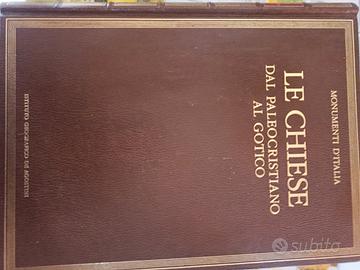 MONUMENTI D'ITALIA
LE CHIESE
DAL PALEOCRISTIANO
AL GOTICO
ISTITUTO GEOGRAFICO DE AGOSTINI
subito